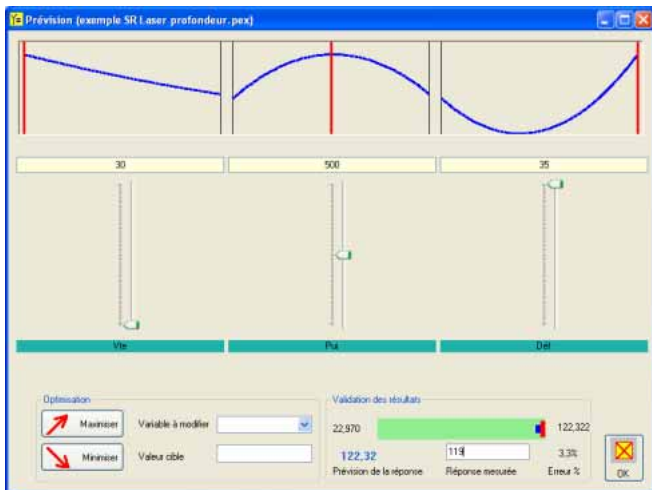 Prévision (exemple SR Laser profondeur.pex)
30 500 35
Vte Pui Dét
Optimisation
Maximiser Variable à modifier
Minimiser Valeur cible
Validation des résultats
22,970 122,322
122,32 119 3.3%
Prévision de la réponse Réponse mesurée Erreur %
OK